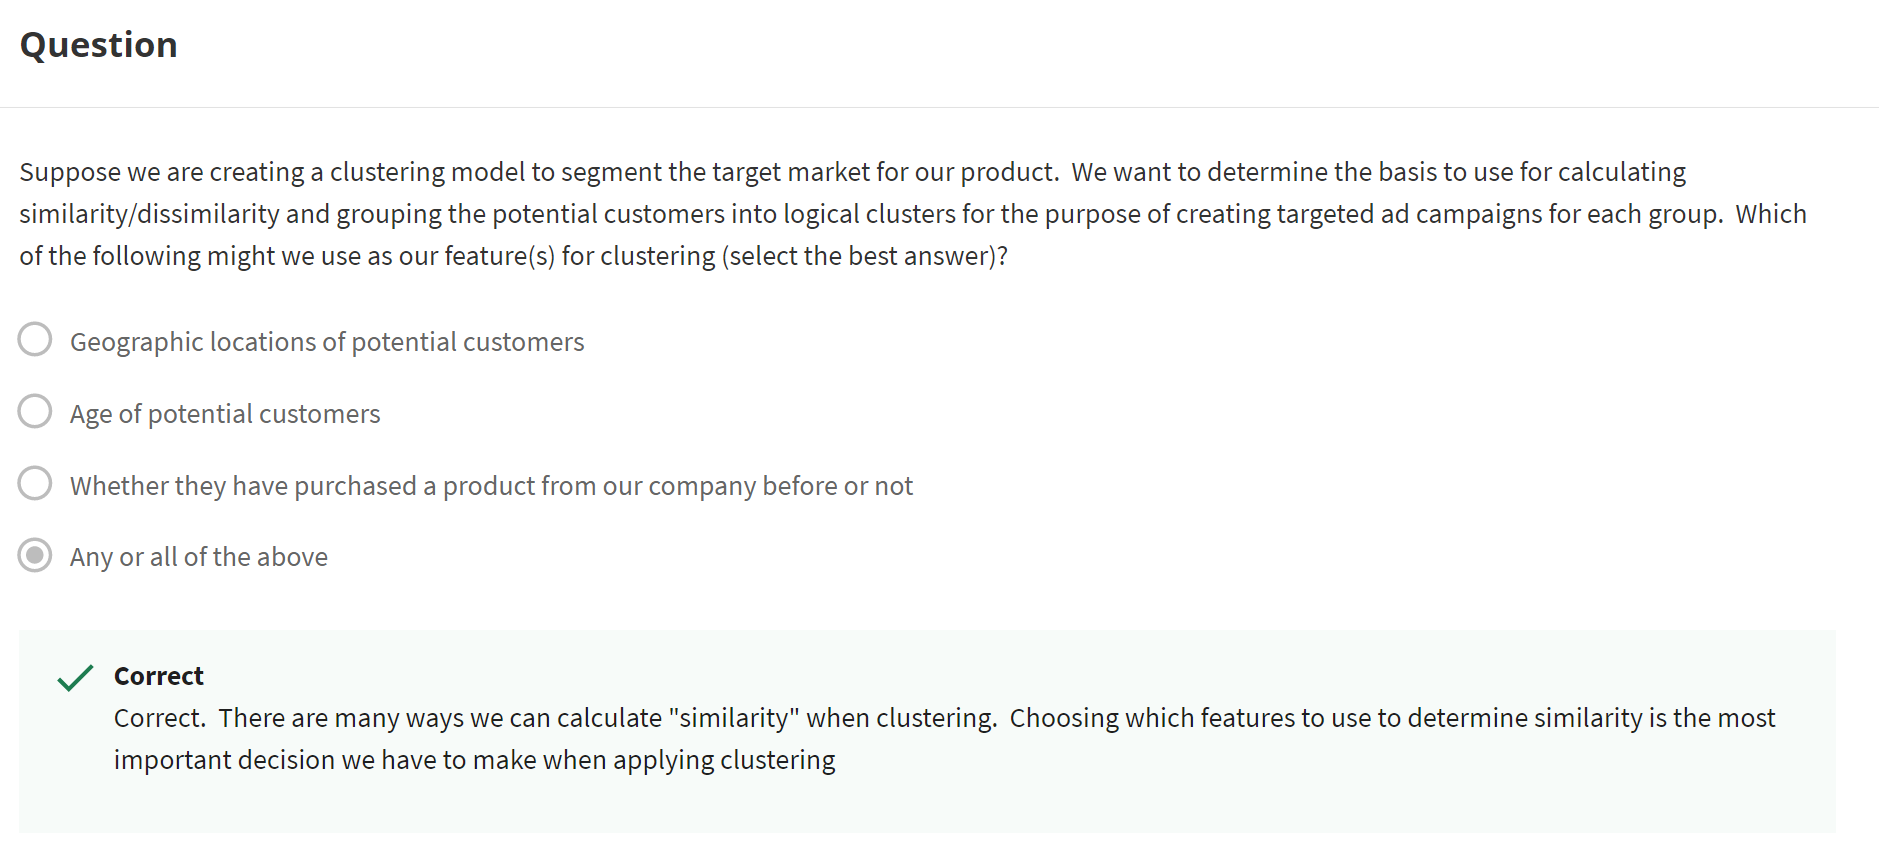 Question
Suppose we are creating a clustering model to segment the target market for our product.  We want to determine the basis to use for calculating
similarity/dissimilarity and grouping the potential customers into logical clusters for the purpose of creating targeted ad campaigns for each group.  Which
of the following might we use as our feature(s) for clustering (select the best answer)?
Geographic locations of potential customers
Age of potential customers
Whether they have purchased a product from our company before or not
Any or all of the above
Correct
Correct.  There are many ways we can calculate "similarity" when clustering.  Choosing which features to use to determine similarity is the most
important decision we have to make when applying clustering